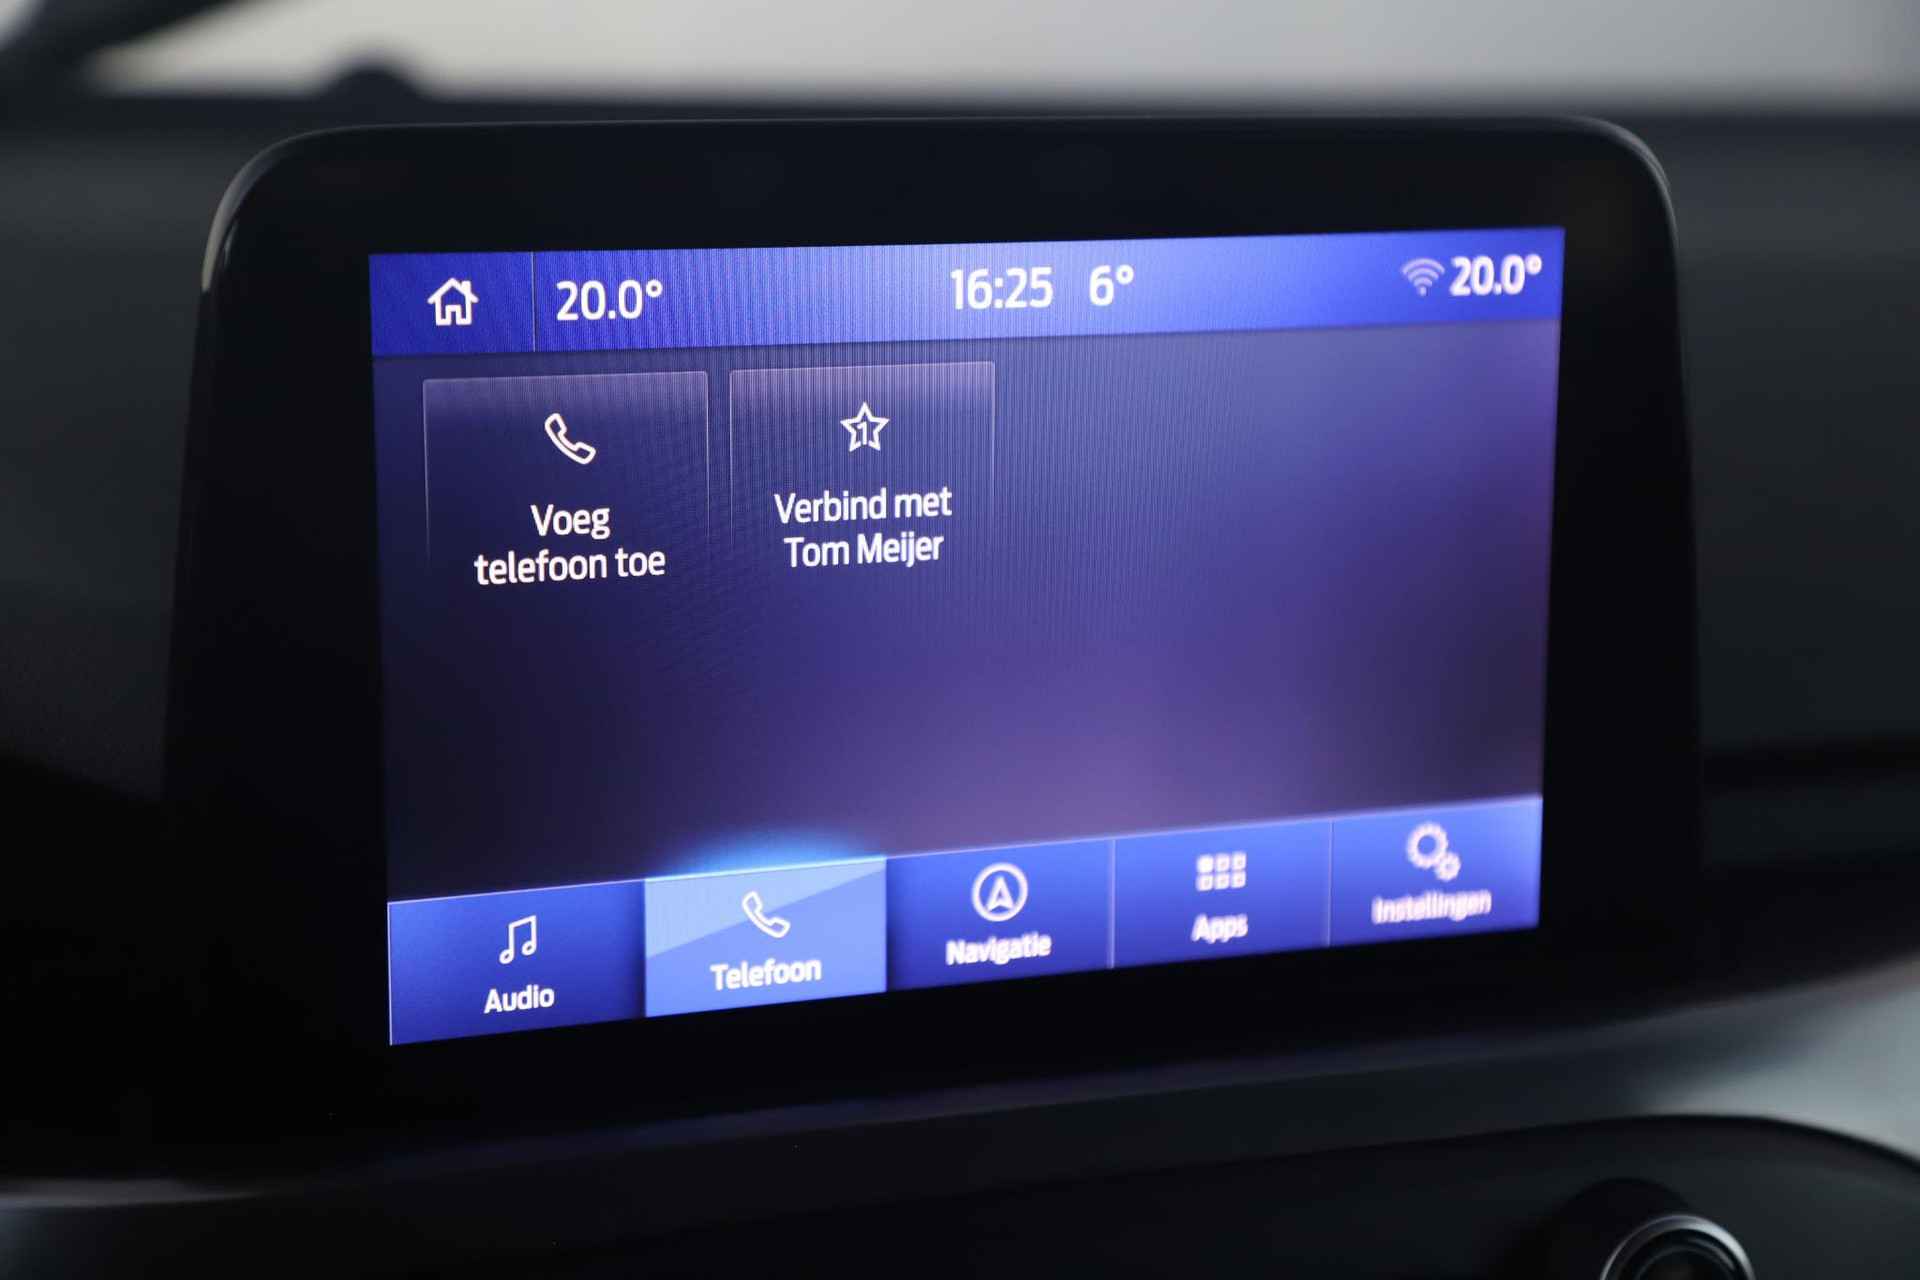 20.0° 16:25 6° 20.0°
1
Voeg
telefoon toe
Verbind met
Tom Meijer
Audio
Telefoon
Navigatie
Apps
Instellingen